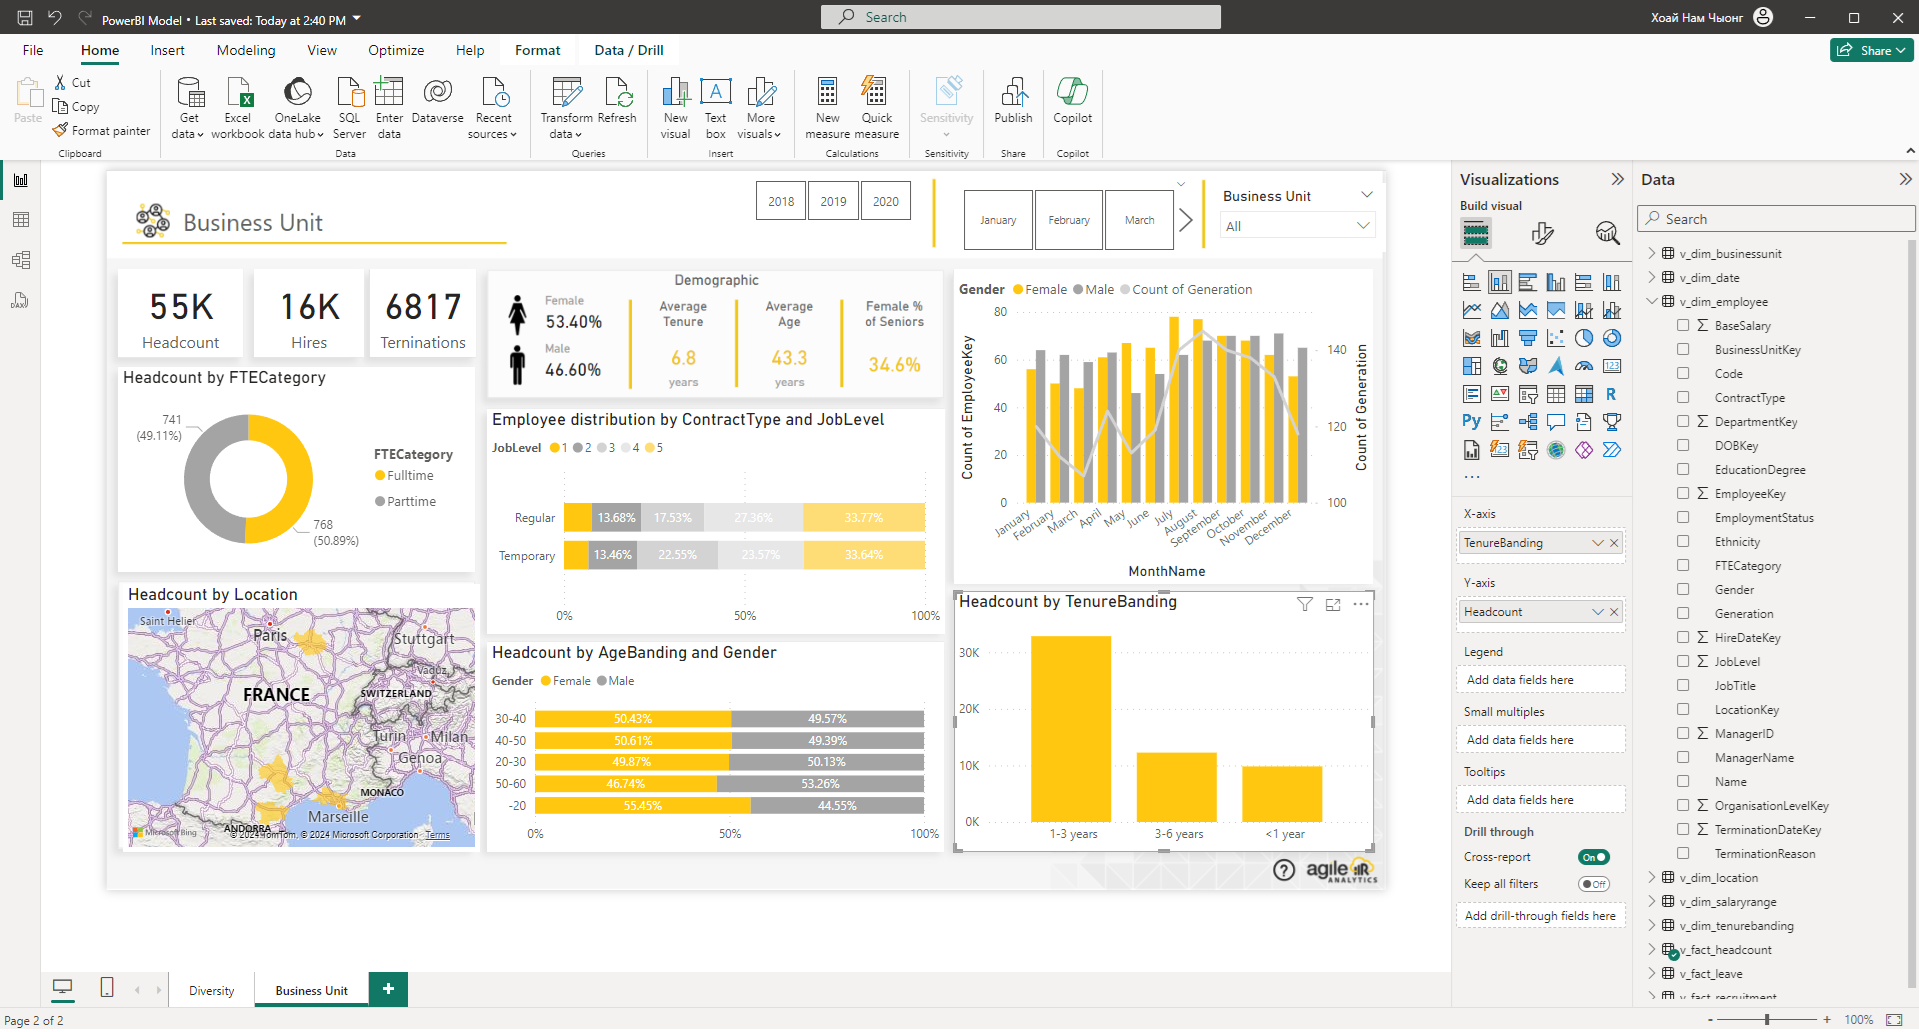 PowerBI Model • Last saved: Today at 2:40 PM
Search
Хоай Нам Чыонг
File
Home
Insert
Modeling
View
Optimize
Help
Format
Data / Drill
Share
Paste
Cut
Copy
Format painter
Clipboard
Get data
Excel workbook
OneLake data hub
SQL Server
Enter data
Dataverse
Recent sources
Data
Transform data
Refresh
Queries
New visual
Text box
More visuals
Insert
New measure
Quick measure
Calculations
Sensitivity
Sensitivity
Publish
Share
Copilot
Copilot
Business Unit
2018
2019
2020
January
February
March
Business Unit
All
55K
Headcount
16K
Hires
6817
Terninations
Demographic
Female
53.40%
Male
46.60%
Average Tenure
6.8
years
Average Age
43.3
years
Female % of Seniors
34.6%
Headcount by FTECategory
741
(49.11%)
768
(50.89%)
FTECategory
Fulltime
Parttime
Employee distribution by ContractType and JobLevel
JobLevel 1 2 3 4 5
Regular 13.68% 17.53% 27.36% 33.77%
Temporary 13.46% 22.55% 23.57% 33.64%
0% 50% 100%
Gender Female Male Count of Generation
Count of EmployeeKey
80
60
40
20
0
Count of Generation
140
120
100
January
February
March
April
May
June
July
August
September
October
November
December
MonthName
Headcount by Location
Saint Helier
Paris
Stuttgart
Vaduz
FRANCE
SWITZERLAND
Turin
Milan
Genoa
MONACO
Marseille
ANDORRA
Microsoft Bing
© 2024 TomTom, © 2024 Microsoft Corporation Terms
Headcount by AgeBanding and Gender
Gender Female Male
30-40 50.43% 49.57%
40-50 50.61% 49.39%
20-30 49.87% 50.13%
50-60 46.74% 53.26%
-20 55.45% 44.55%
0% 50% 100%
Headcount by TenureBanding
30K
20K
10K
0K
1-3 years
3-6 years
<1 year
agile HR
ANALYTICS
Visualizations
Build visual
X-axis
TenureBanding
Y-axis
Headcount
Legend
Add data fields here
Small multiples
Add data fields here
Tooltips
Add data fields here
Drill through
Cross-report On
Keep all filters Off
Add drill-through fields here
Data
Search
v_dim_businessunit
v_dim_date
v_dim_employee
BaseSalary
BusinessUnitKey
Code
ContractType
DepartmentKey
DOBKey
EducationDegree
EmployeeKey
EmploymentStatus
Ethnicity
FTECategory
Gender
Generation
HireDateKey
JobLevel
JobTitle
LocationKey
ManagerID
ManagerName
Name
OrganisationLevelKey
TerminationDateKey
TerminationReason
v_dim_location
v_dim_salaryrange
v_dim_tenurebanding
v_fact_headcount
v_fact_leave
v_fact_recruitment
Diversity
Business Unit
Page 2 of 2
100%